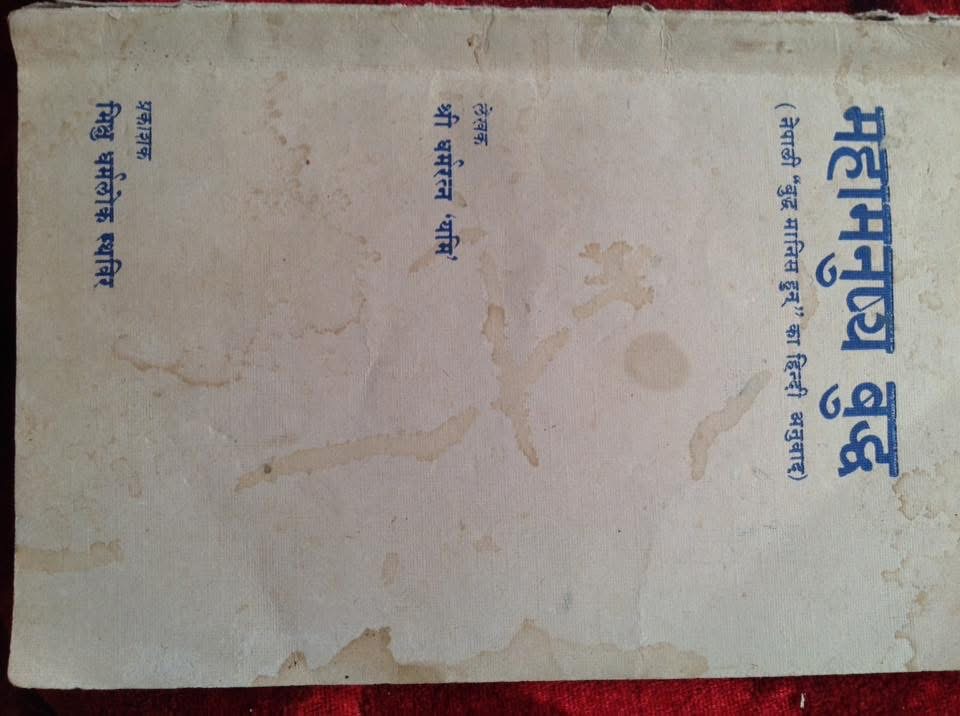 महामनुष्य बुद्ध
( नेपाली “बुद्ध मानिस हुन्” का हिन्दी अनुवाद)
लेखक
श्री धर्मरत्न ‘यमि’
प्रकाशक
भिक्षु धर्मलोक स्थविर